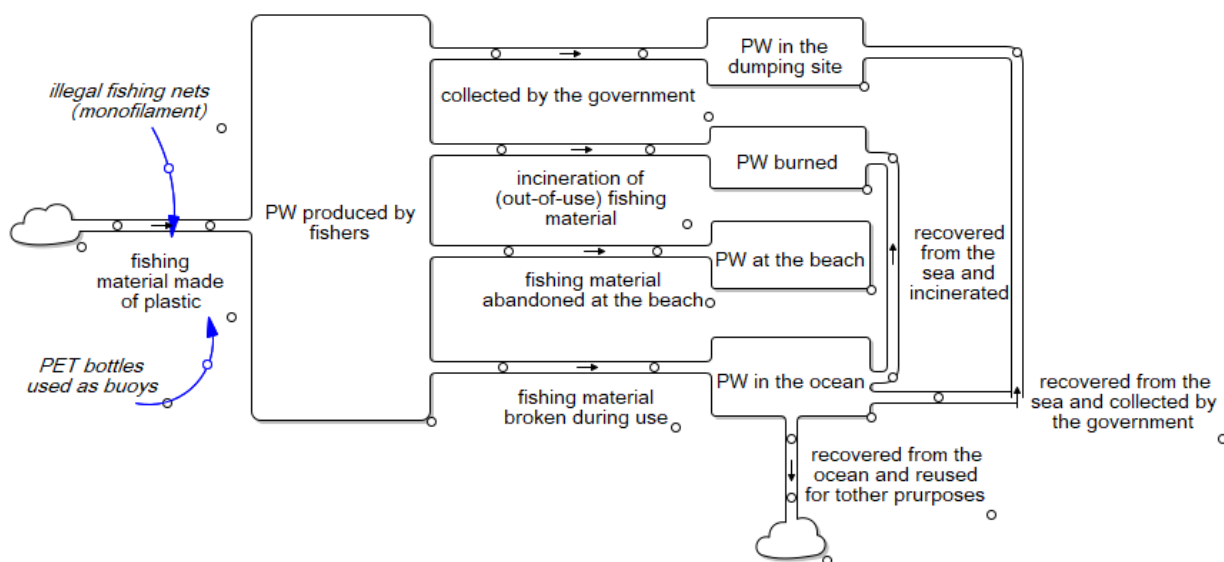 illegal fishing nets
(monofilament)
fishing
material made
of plastic
PET bottles
used as buoys
PW produced by
fishers
collected by the government
incineration of
(out-of-use) fishing
material
fishing material
abandoned at the beach
fishing material
broken during use
PW in the
dumping site
PW burned
PW at the beach
PW in the ocean
recovered
from the
sea and
incinerated
recovered from the
sea and collected by
the government
recovered from the
ocean and reused
for tother prurposes